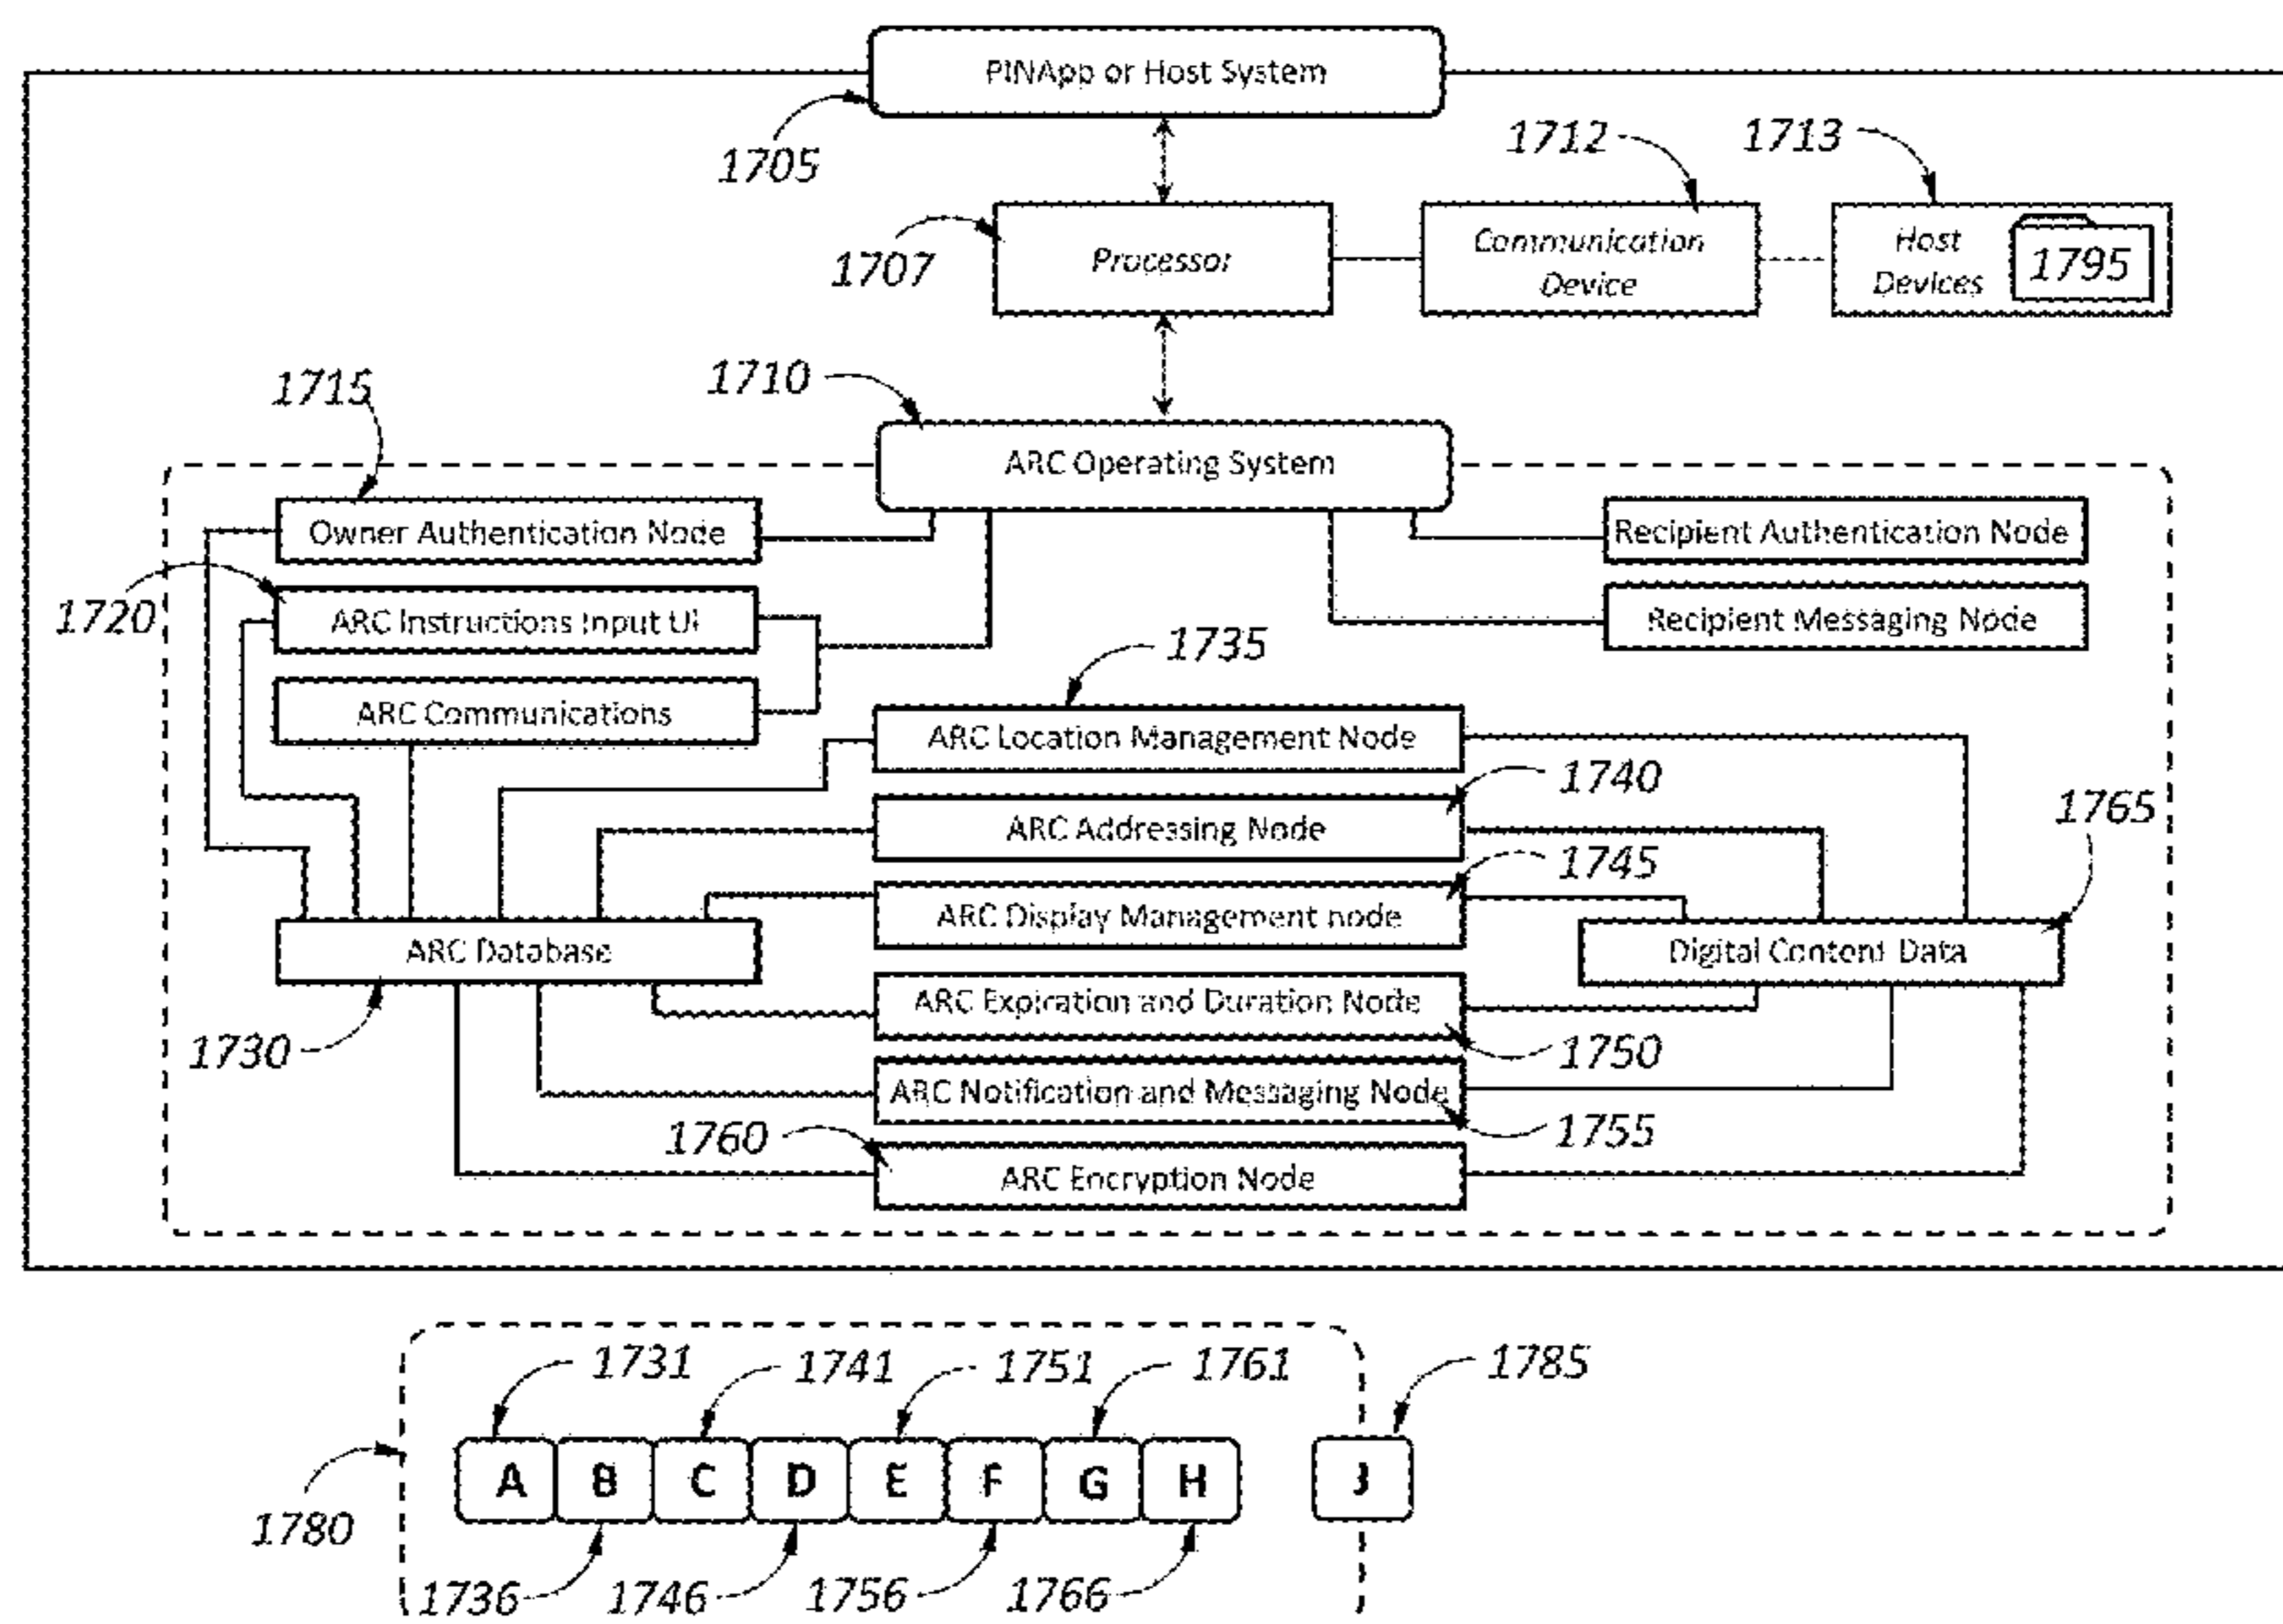 PINApp or Host System
1705
1712
1713
1707
Processor
Communication
Device
Host
Devices
1795
1715
1710
ARC Operating System
Owner Authentication Node
Recipient Authentication Node
1720
ARC Instructions Input UI
Recipient Messaging Node
1735
ARC Communications
ARC Location Management Node
1740
1765
ARC Addressing Node
1745
ARC Display Management node
ARC Database
Digital Content Data
ARC Expiration and Duration Node
1730
1750
ARC Notification and Messaging Node
1760
1755
ARC Encryption Node
1731
1741
1751
1761
1785
A
B
C
D
E
F
G
H
J
1780
1736
1746
1756
1766